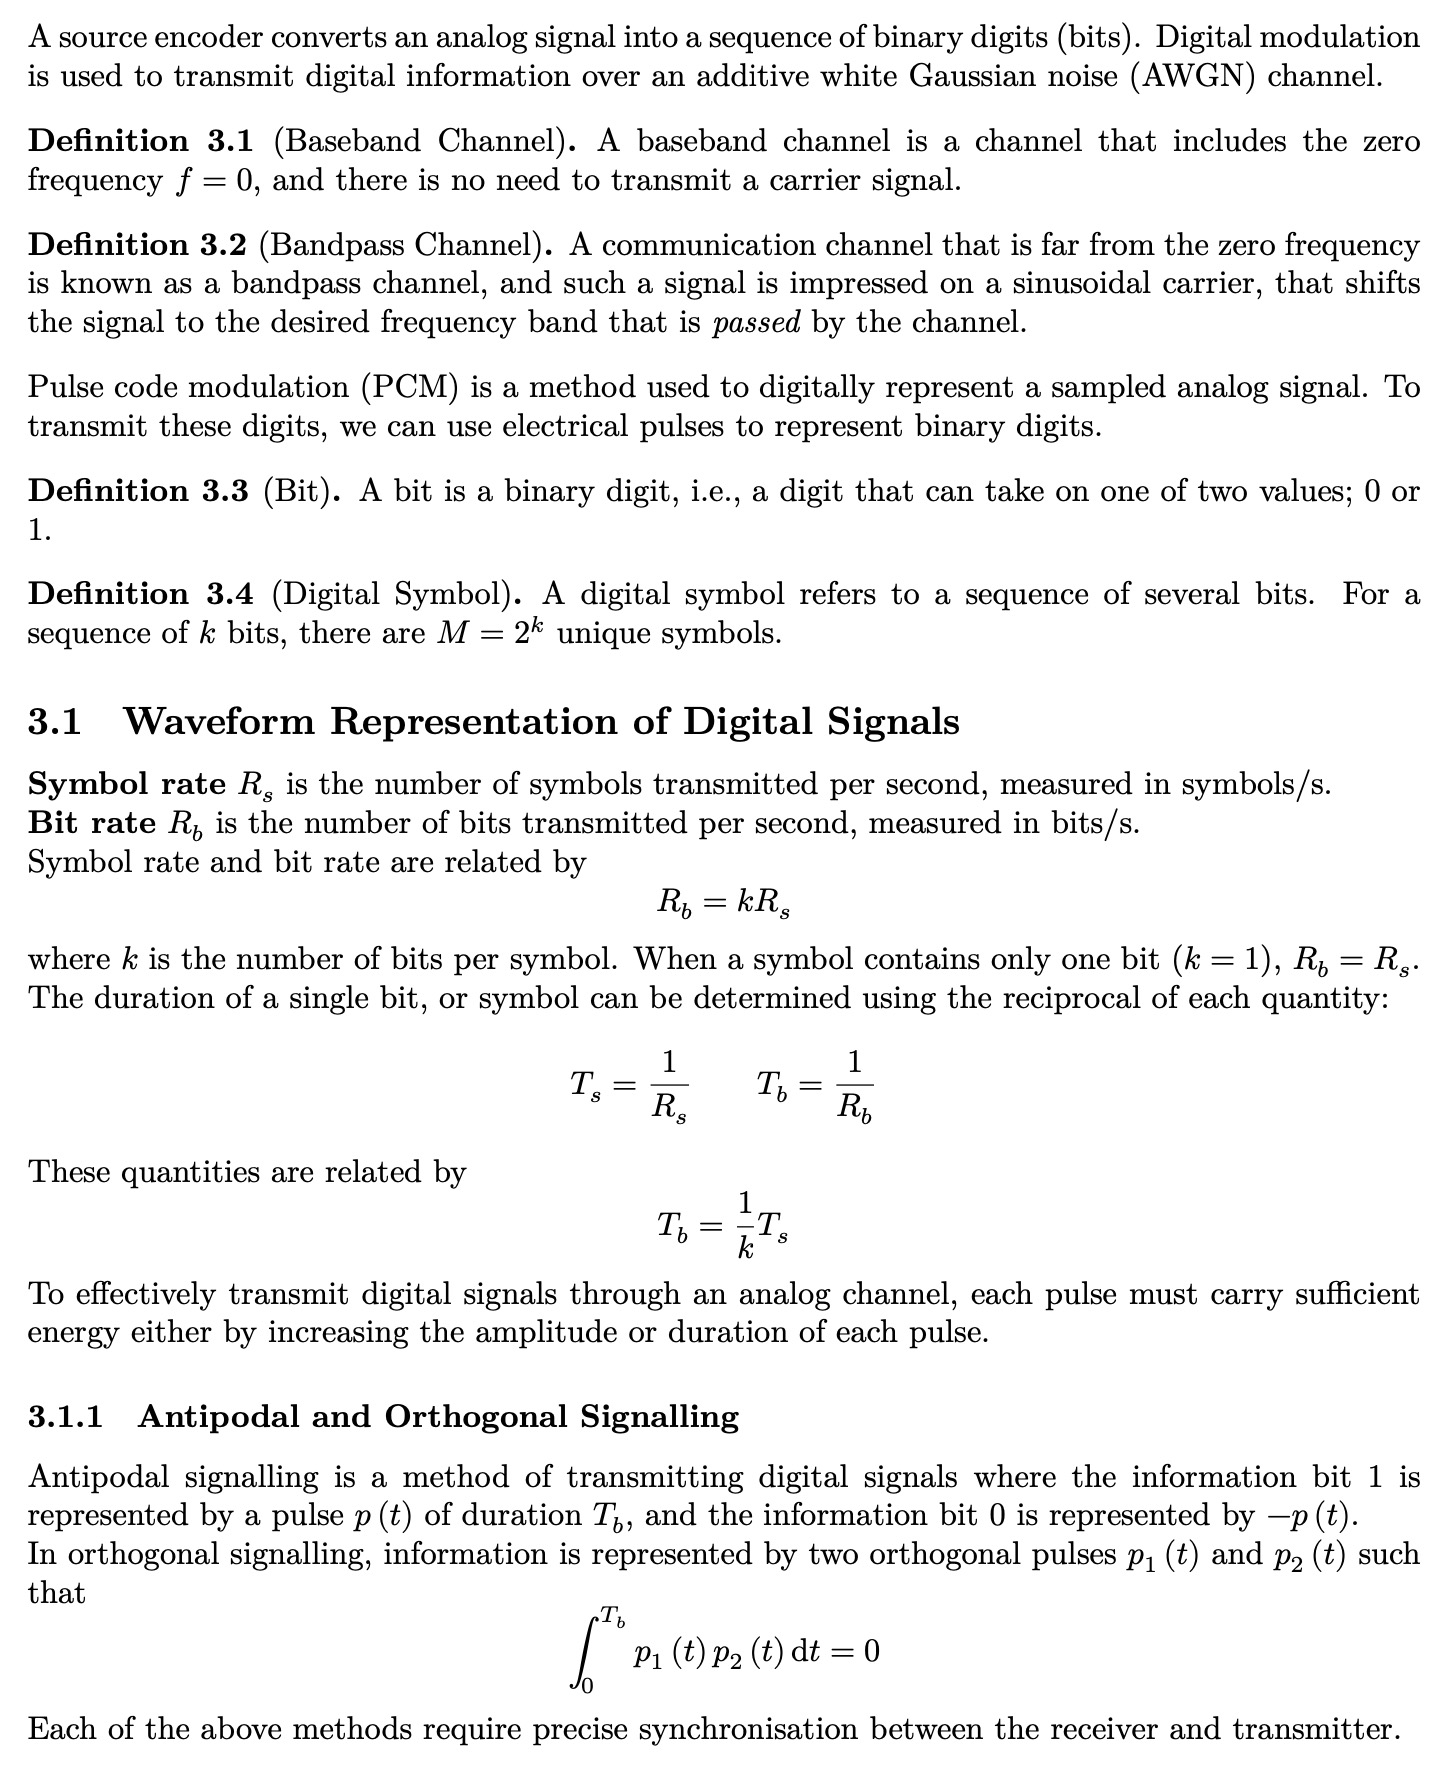 A source encoder converts an analog signal into a sequence of binary digits (bits). Digital modulation
is used to transmit digital information over an additive white Gaussian noise (AWGN) channel.
Definition 3.1 (Baseband Channel). A baseband channel is a channel that includes the zero
frequency f = 0, and there is no need to transmit a carrier signal.
Definition 3.2 (Bandpass Channel). A communication channel that is far from the zero frequency
is known as a bandpass channel, and such a signal is impressed on a sinusoidal carrier, that shifts
the signal to the desired frequency band that is passed by the channel.
Pulse code modulation (PCM) is a method used to digitally represent a sampled analog signal. To
transmit these digits, we can use electrical pulses to represent binary digits.
Definition 3.3 (Bit). A bit is a binary digit, i.e., a digit that can take on one of two values; 0 or
1.
Definition 3.4 (Digital Symbol). A digital symbol refers to a sequence of several bits. For a
sequence of k bits, there are M = 2^k unique symbols.
3.1 Waveform Representation of Digital Signals
Symbol rate R_s is the number of symbols transmitted per second, measured in symbols/s.
Bit rate R_b is the number of bits transmitted per second, measured in bits/s.
Symbol rate and bit rate are related by
R_b = kR_s
where k is the number of bits per symbol. When a symbol contains only one bit (k = 1), R_b = R_s.
The duration of a single bit, or symbol can be determined using the reciprocal of each quantity:
T_s = 1/R_s T_b = 1/R_b
These quantities are related by
T_b = 1/k T_s
To effectively transmit digital signals through an analog channel, each pulse must carry sufficient
energy either by increasing the amplitude or duration of each pulse.
3.1.1 Antipodal and Orthogonal Signalling
Antipodal signalling is a method of transmitting digital signals where the information bit 1 is
represented by a pulse p (t) of duration T_b, and the information bit 0 is represented by −p (t).
In orthogonal signalling, information is represented by two orthogonal pulses p_1 (t) and p_2 (t) such
that
∫_0^{T_b} p_1 (t) p_2 (t) dt = 0
Each of the above methods require precise synchronisation between the receiver and transmitter.